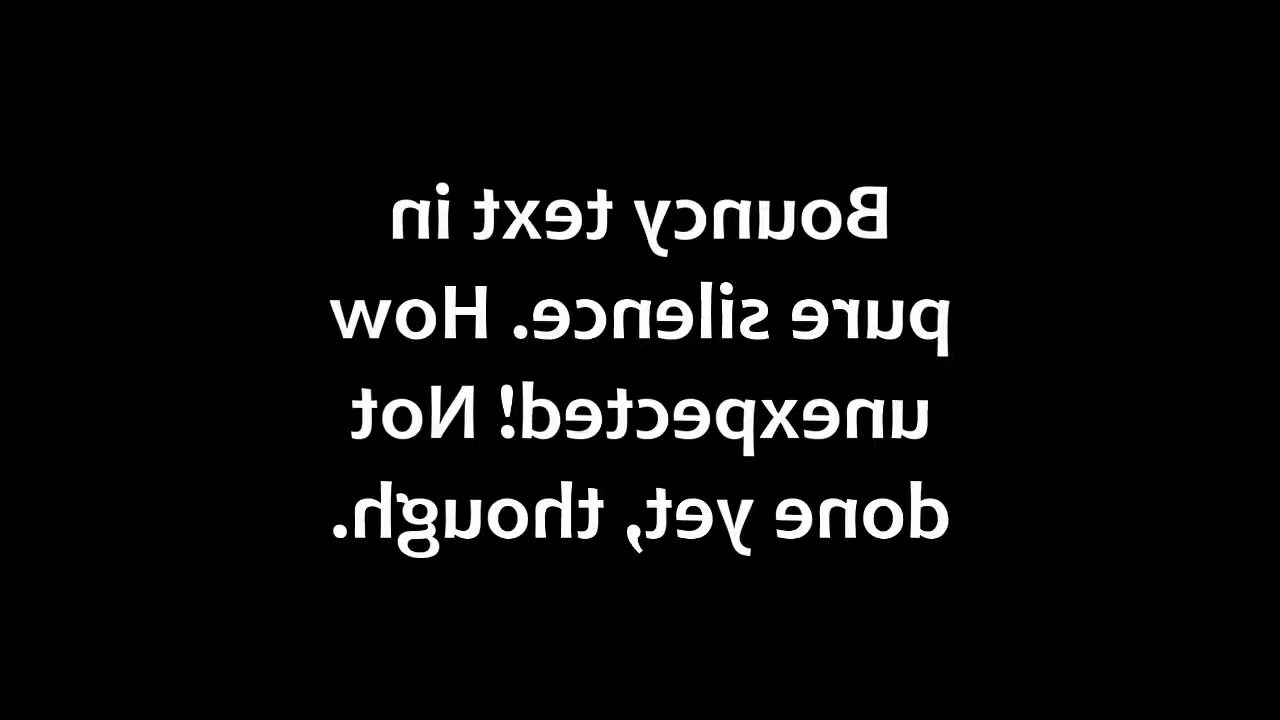 Bouncy text in
pure silence. How
unexpected! Not
done yet, though.